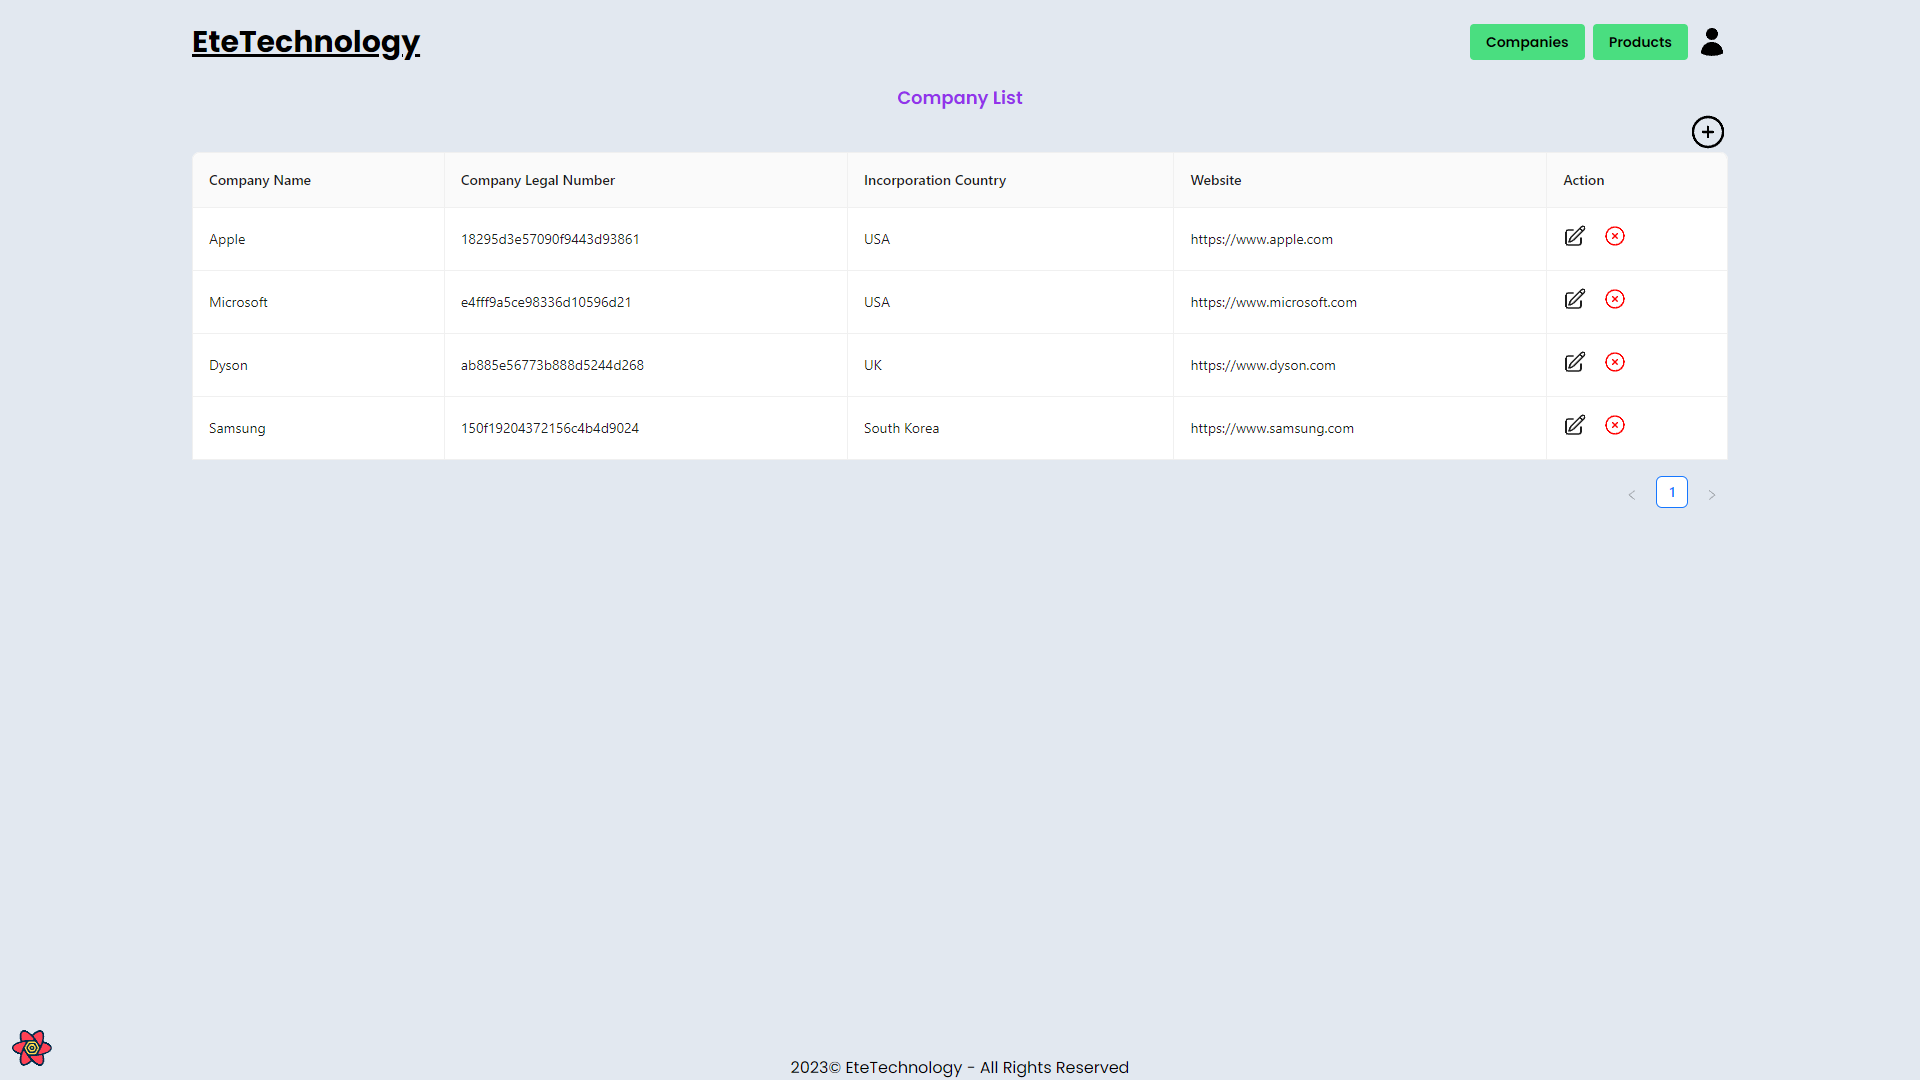 EteTechnology
Companies
Products
Company List
Company Name
Company Legal Number
Incorporation Country
Website
Action
Apple
18295d3e57090f9443d93861
USA
https://www.apple.com
Microsoft
e4fff9a5ce98336d10596d21
USA
https://www.microsoft.com
Dyson
ab885e56773b888d5244d268
UK
https://www.dyson.com
Samsung
150f19204372156c4b4d9024
South Korea
https://www.samsung.com
1
2023© EteTechnology - All Rights Reserved